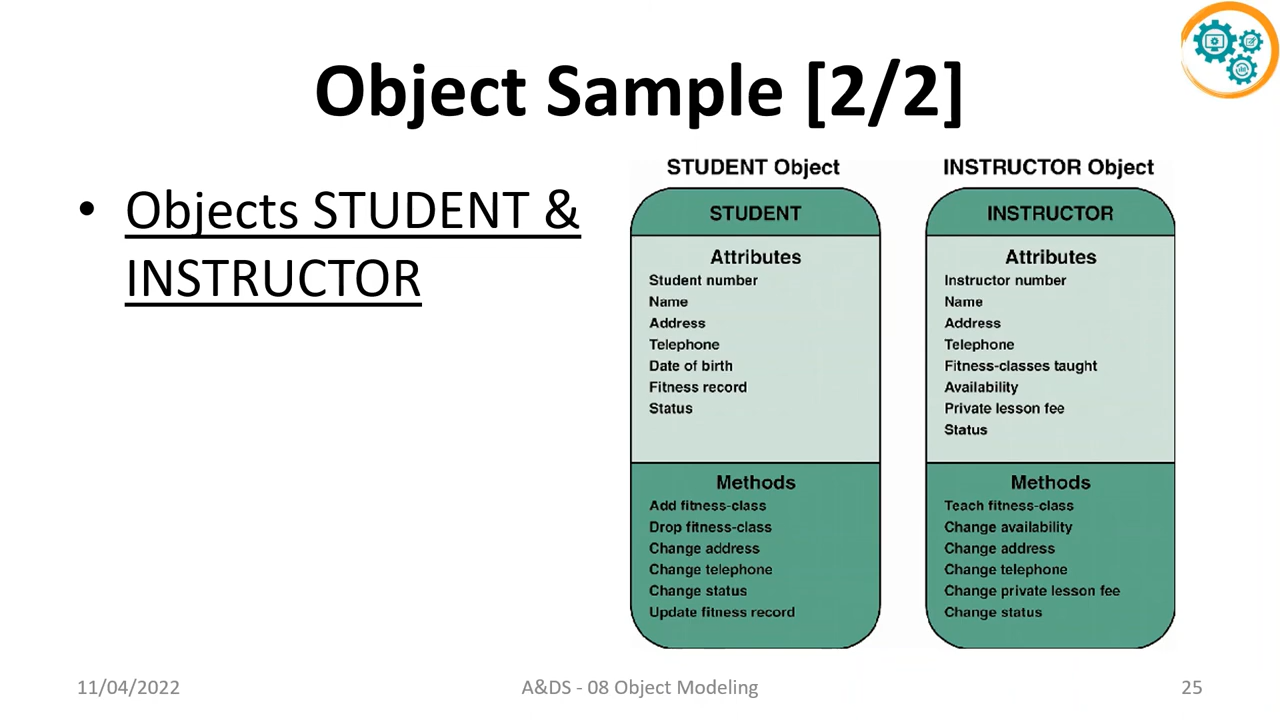 Object Sample [2/2]
• Objects STUDENT &
INSTRUCTOR
STUDENT Object
STUDENT
Attributes
Student number
Name
Address
Telephone
Date of birth
Fitness record
Status
Methods
Add fitness-class
Drop fitness-class
Change address
Change telephone
Change status
Update fitness record
INSTRUCTOR Object
INSTRUCTOR
Attributes
Instructor number
Name
Address
Telephone
Fitness-classes taught
Availability
Private lesson fee
Status
Methods
Teach fitness-class
Change availability
Change address
Change telephone
Change private lesson fee
Change status
11/04/2022
A&DS - 08 Object Modeling
25